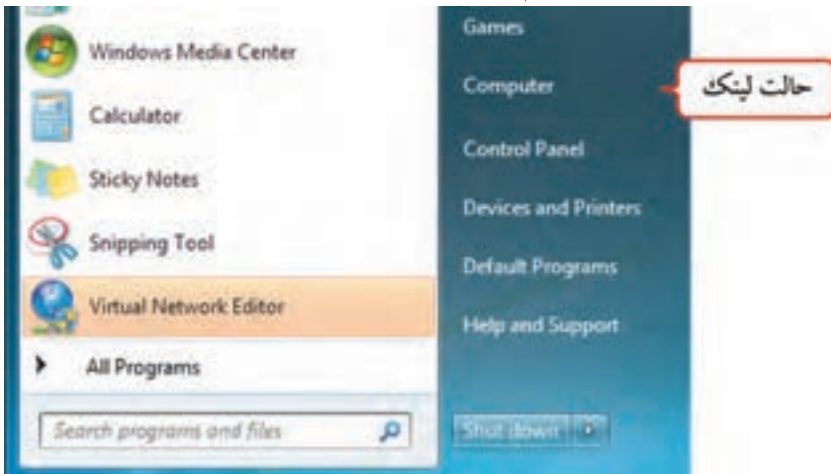 Windows Media Center
Calculator
Sticky Notes
Snipping Tool
Virtual Network Editor
All Programs
Search programs and files
Games
Computer
Control Panel
Devices and Printers
Default Programs
Help and Support
Shut down
حالت لینک